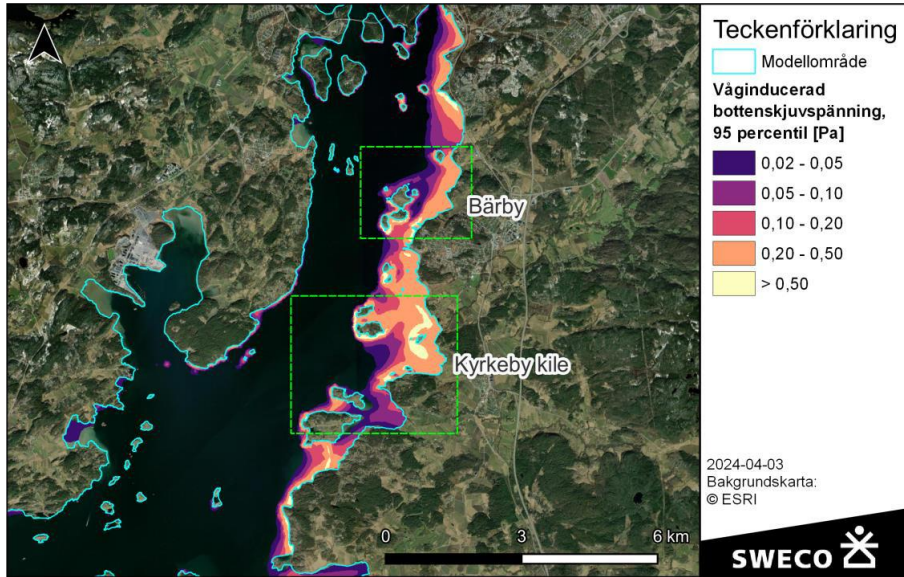 Teckenförklaring
Modellområde
Våginducerad
bottenskjuvspänning,
95 percentil [Pa]
0,02 - 0,05
0,05 - 0,10
0,10 - 0,20
0,20 - 0,50
> 0,50
Bärby
Kyrkeby kile
0 3 6 km
2024-04-03
Bakgrundskarta:
© ESRI
SWECO